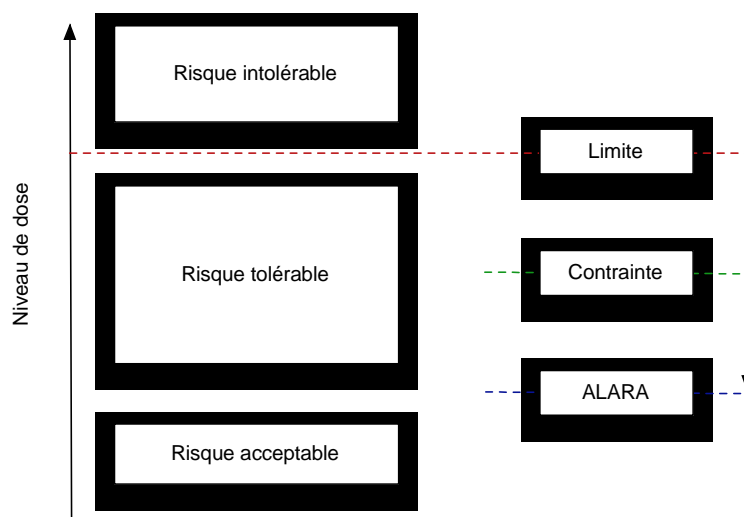 Risque intolérable
Limite
Niveau de dose
Risque tolérable
Contrainte
ALARA
Risque acceptable